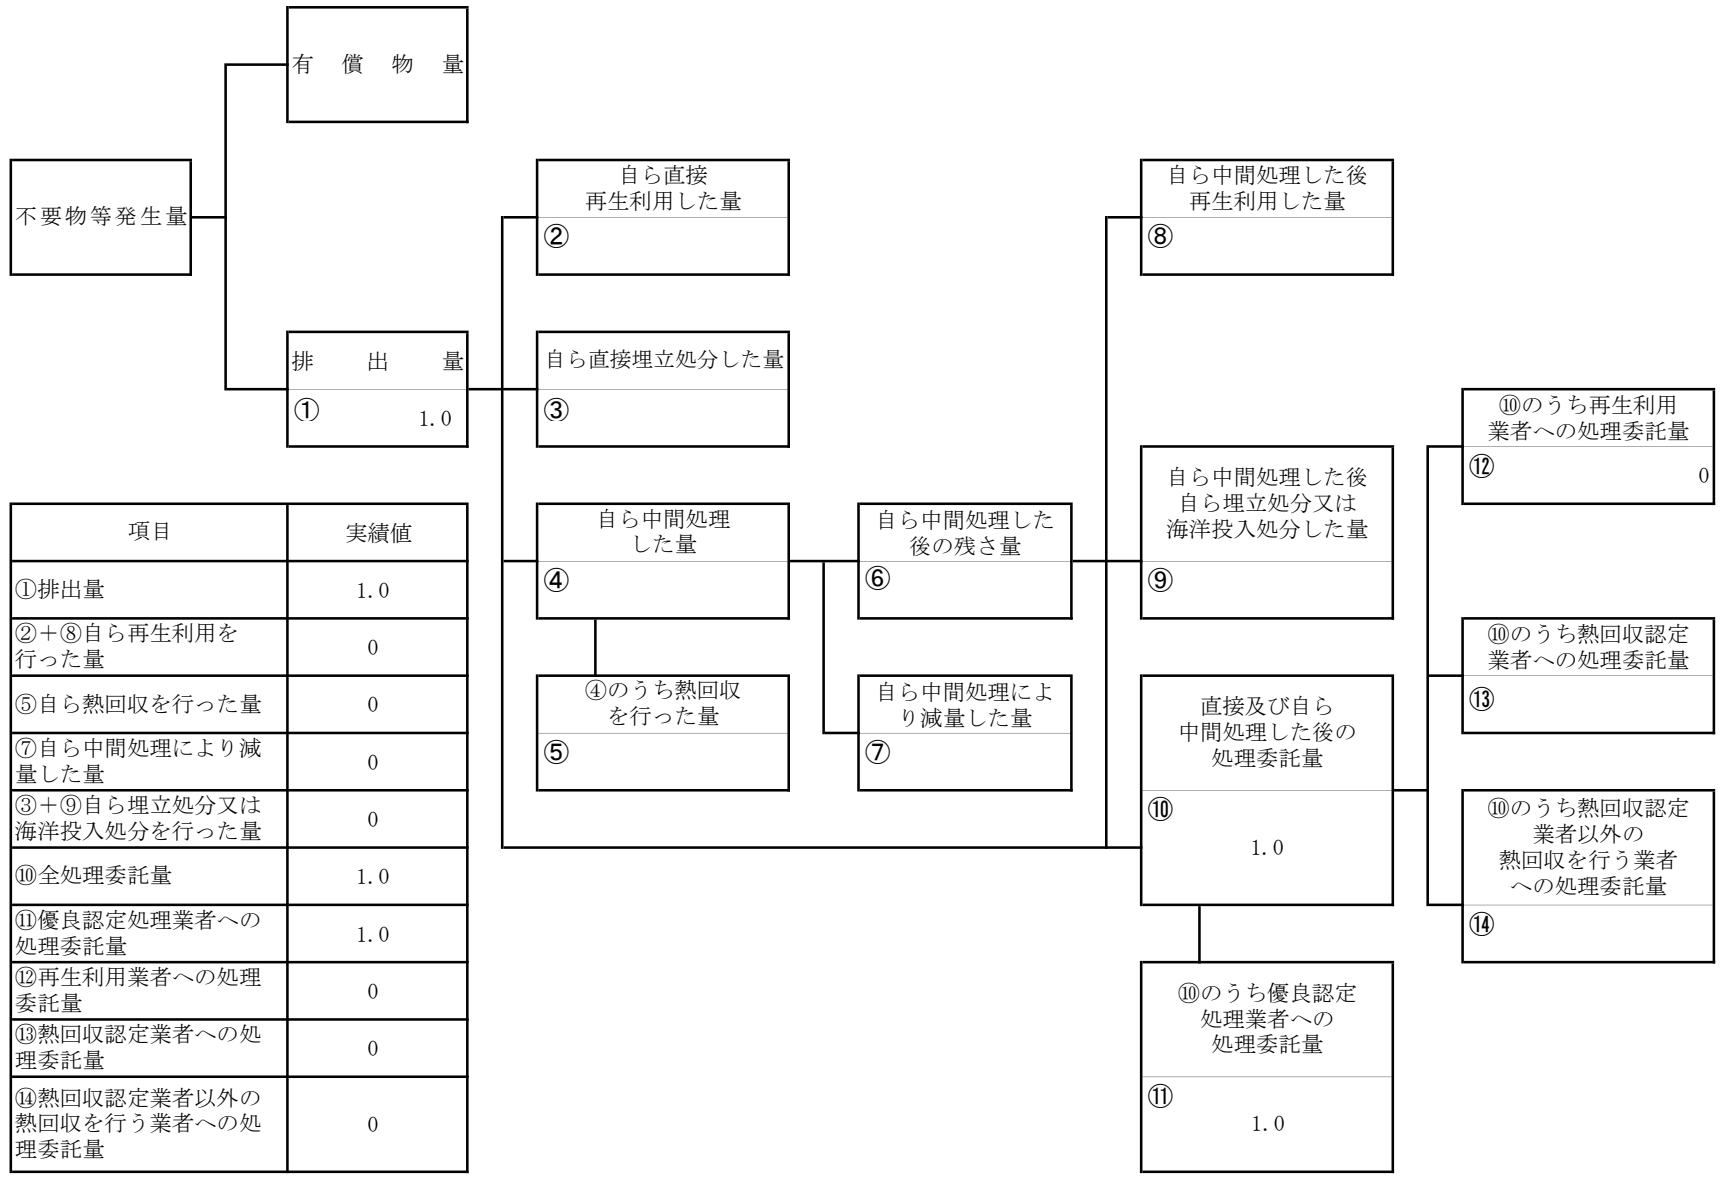 有償物量
不要物等発生量
排出量
①
1.0
自ら直接
再生利用した量
②
自ら直接埋立処分した量
③
自ら中間処理
した量
④
④のうち熱回収
を行った量
⑤
自ら中間処理した
後の残さ量
⑥
自ら中間処理によ
り減量した量
⑦
自ら中間処理した後
再生利用した量
⑧
自ら中間処理した後
自ら埋立処分又は
海洋投入処分した量
⑨
直接及び自ら
中間処理した後の
処理委託量
⑩
1.0
⑩のうち優良認定
処理業者への
処理委託量
⑪
1.0
⑩のうち再生利用
業者への処理委託量
⑫
0
⑩のうち熱回収認定
業者への処理委託量
⑬
⑩のうち熱回収認定
業者以外の
熱回収を行う業者
への処理委託量
⑭
項目 実績値
①排出量 1.0
②＋⑧自ら再生利用を
行った量 0
⑤自ら熱回収を行った量 0
⑦自ら中間処理により減
量した量 0
③＋⑨自ら埋立処分又は
海洋投入処分を行った量 0
⑩全処理委託量 1.0
⑪優良認定処理業者への
処理委託量 1.0
⑫再生利用業者への処理
委託量 0
⑬熱回収認定業者への処
理委託量 0
⑭熱回収認定業者以外の
熱回収を行う業者への処
理委託量 0